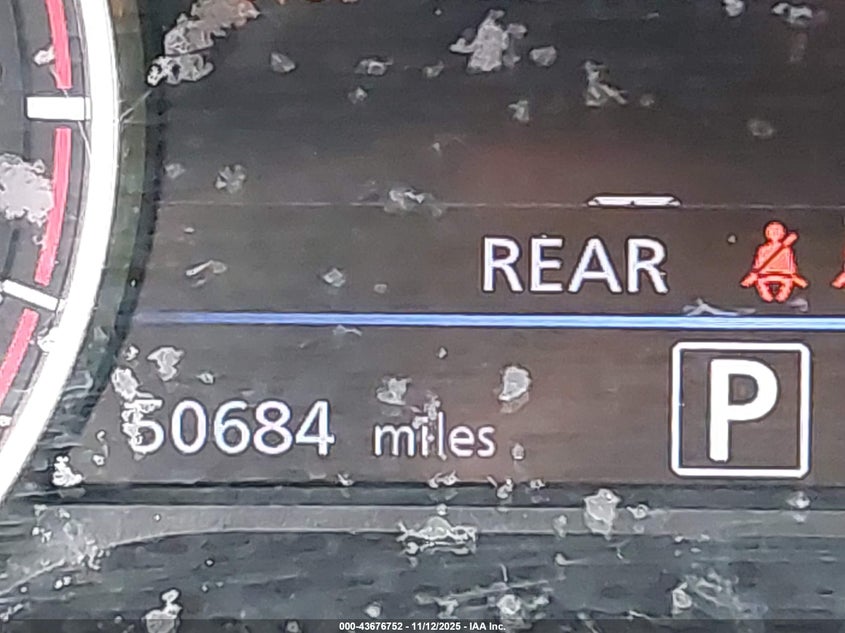 REAR
50684 miles
P
000-43676752 - 11/12/2025 - IAA Inc.